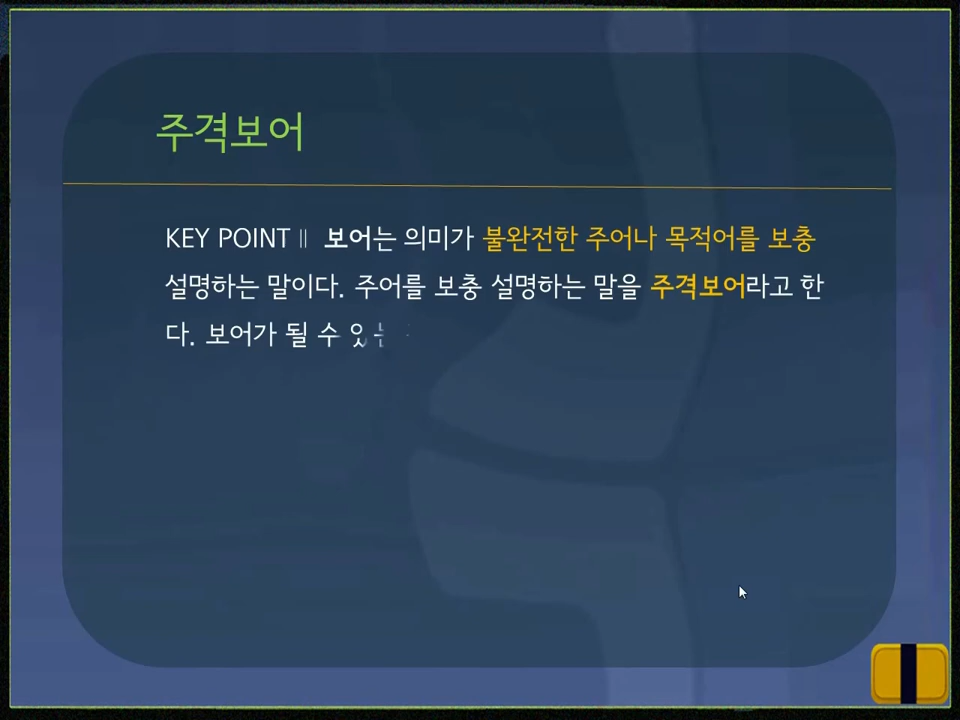 주격보어
KEY POINT || 보어는 의미가 불완전한 주어나 목적어를 보충
설명하는 말이다. 주어를 보충 설명하는 말을 주격보어라고 한
다. 보어가 될 수 있는